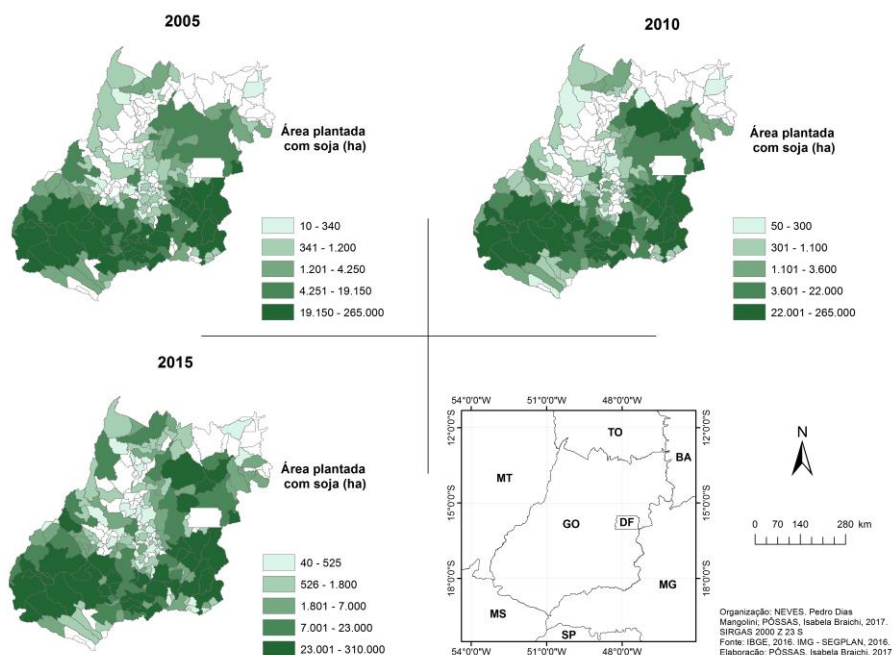 2005
Área plantada
com soja (ha)
10 - 340
341 - 1.200
1.201 - 4.250
4.251 - 19.150
19.150 - 265.000
2010
Área plantada
com soja (ha)
50 - 300
301 - 1.100
1.101 - 3.600
3.601 - 22.000
22.001 - 265.000
2015
Área plantada
com soja (ha)
40 - 525
526 - 1.800
1.801 - 7.000
7.001 - 23.000
23.001 - 310.000
54°0'0"W 51°0'0"W 48°0'0"W
12°0'0"S 12°0'0"S
TO
BA
MT
15°0'0"S 15°0'0"S
GO
DF
18°0'0"S 18°0'0"S
MG
MS
SP
54°0'0"W 51°0'0"W 48°0'0"W
N
0 70 140 280 km
Organização: NEVES. Pedro Dias
Mangolini; PÔSSAS, Isabela Braichi, 2017.
SIRGAS 2000 Z 23 S
Fonte: IBGE, 2016. IMG - SEGPLAN, 2016.
Elaboração: PÔSSAS, Isabela Braichi, 2017